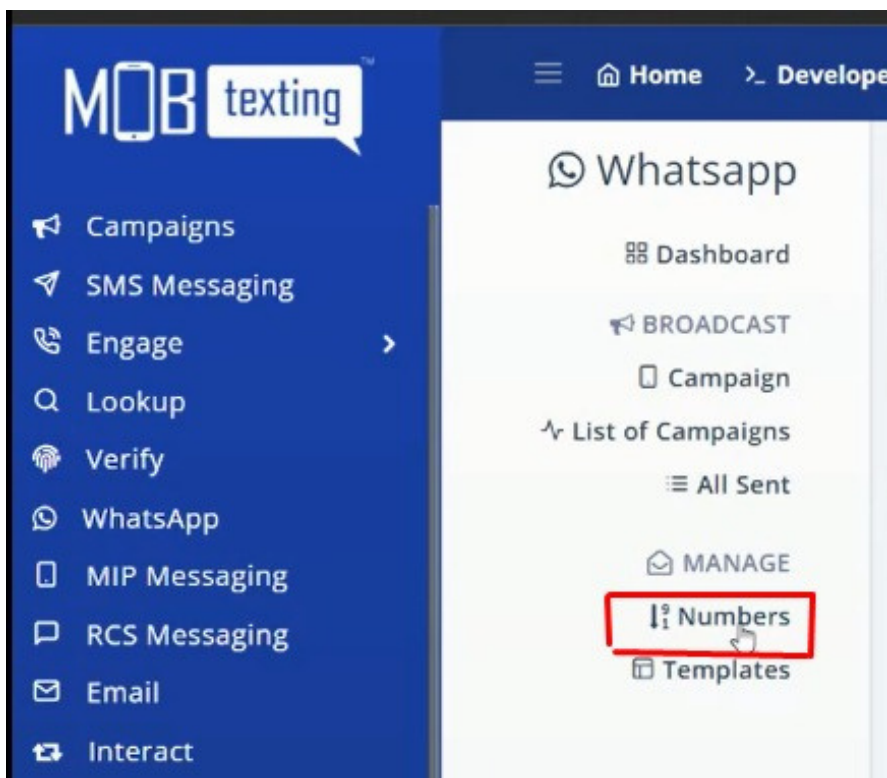 MOB texting™
Campaigns
SMS Messaging
Engage
Lookup
Verify
WhatsApp
MIP Messaging
RCS Messaging
Email
Interact
Home >_ Develope
Whatsapp
Dashboard
BROADCAST
Campaign
List of Campaigns
All Sent
MANAGE
Numbers
Templates